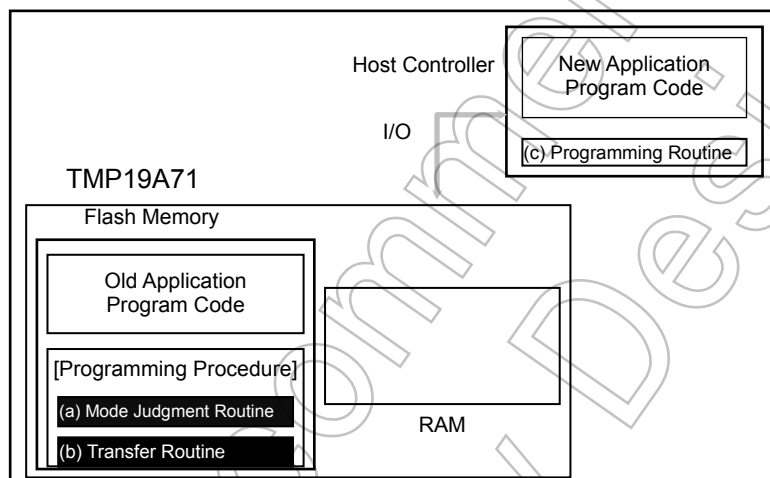 Host Controller
New Application
Program Code
I/O
(c) Programming Routine
TMP19A71
Flash Memory
Old Application
Program Code
[Programming Procedure]
(a) Mode Judgment Routine
(b) Transfer Routine
RAM